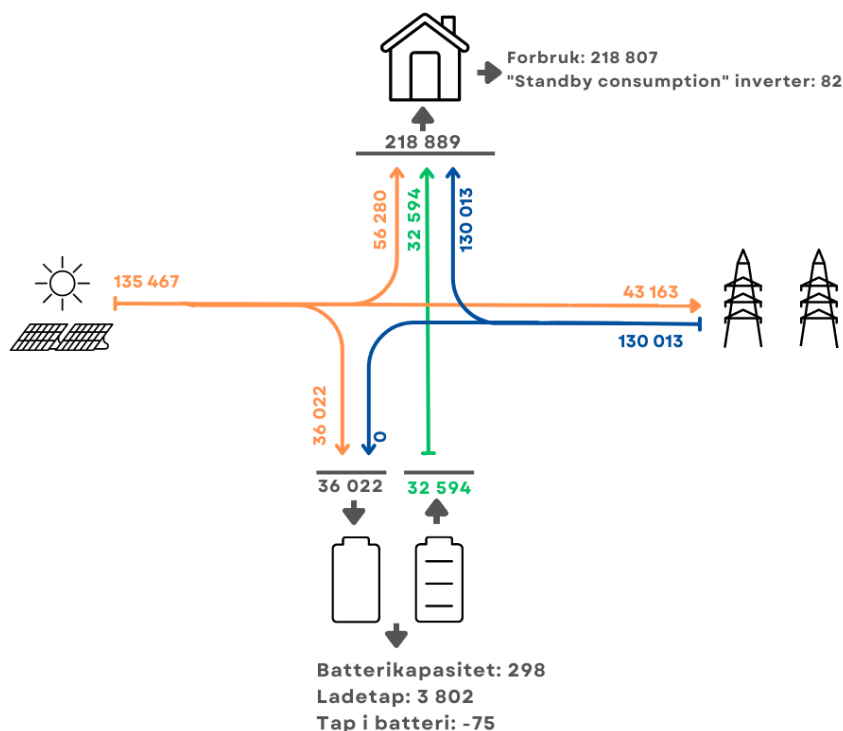 Forbruk: 218 807
"Standby consumption" inverter: 82
218 889
56 280
32 594
130 013
135 467
43 163
130 013
36 022
0
36 022
32 594
Batterikapasitet: 298
Ladetap: 3 802
Tap i batteri: -75